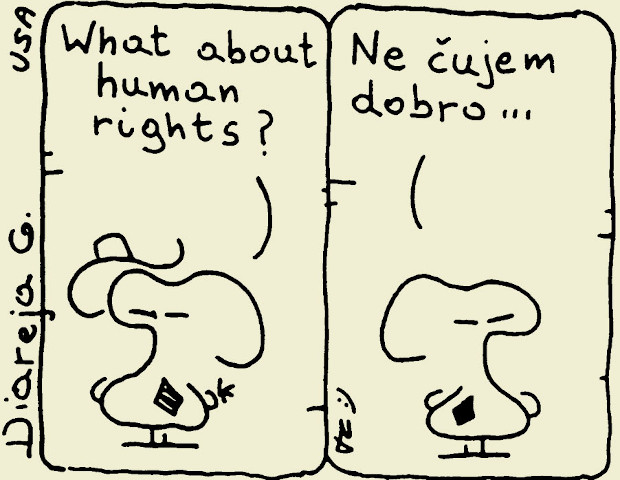 What about
human
rights?
Ne čujem
dobro...
Diareja G.
USA